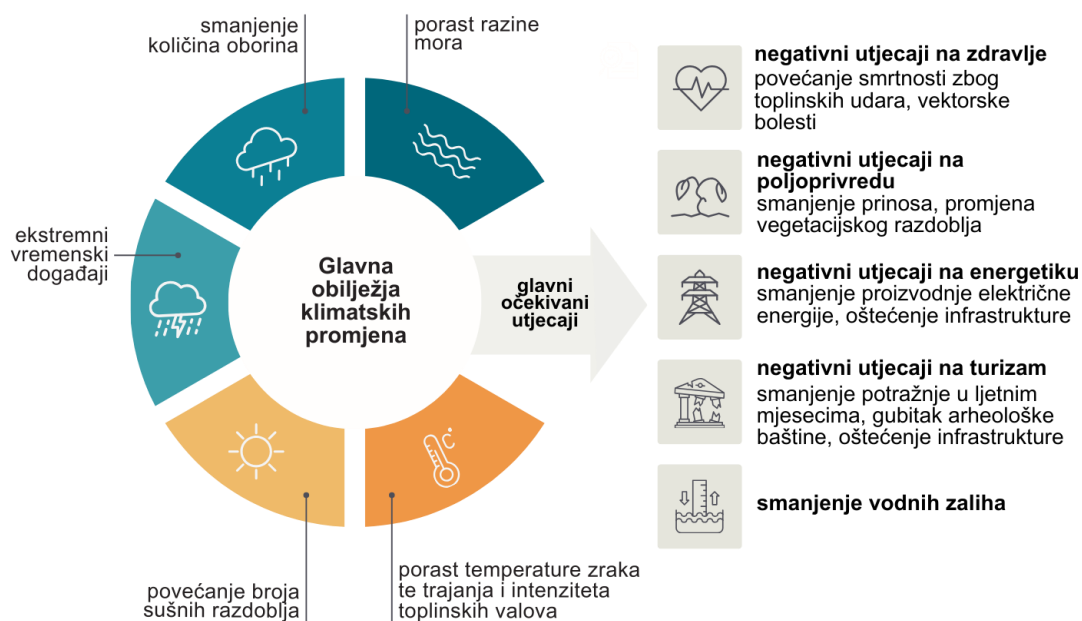 smanjenje
količina oborina
porast razine
mora
ekstremni
vremenski
događaji
Glavna
obilježja
klimatskih
promjena
povećanje broja
sušnih razdoblja
porast temperature zraka
te trajanja i intenziteta
toplinskih valova
C°
glavni
očekivani
utjecaji
negativni utjecaji na zdravlje
povećanje smrtnosti zbog
toplinskih udara, vektorske
bolesti
negativni utjecaji na
poljoprivredu
smanjenje prinosa, promjena
vegetacijskog razdoblja
negativni utjecaji na energetiku
smanjenje proizvodnje električne
energije, oštećenje infrastrukture
negativni utjecaji na turizam
smanjenje potražnje u ljetnim
mjesecima, gubitak arheološke
baštine, oštećenje infrastrukture
smanjenje vodnih zaliha